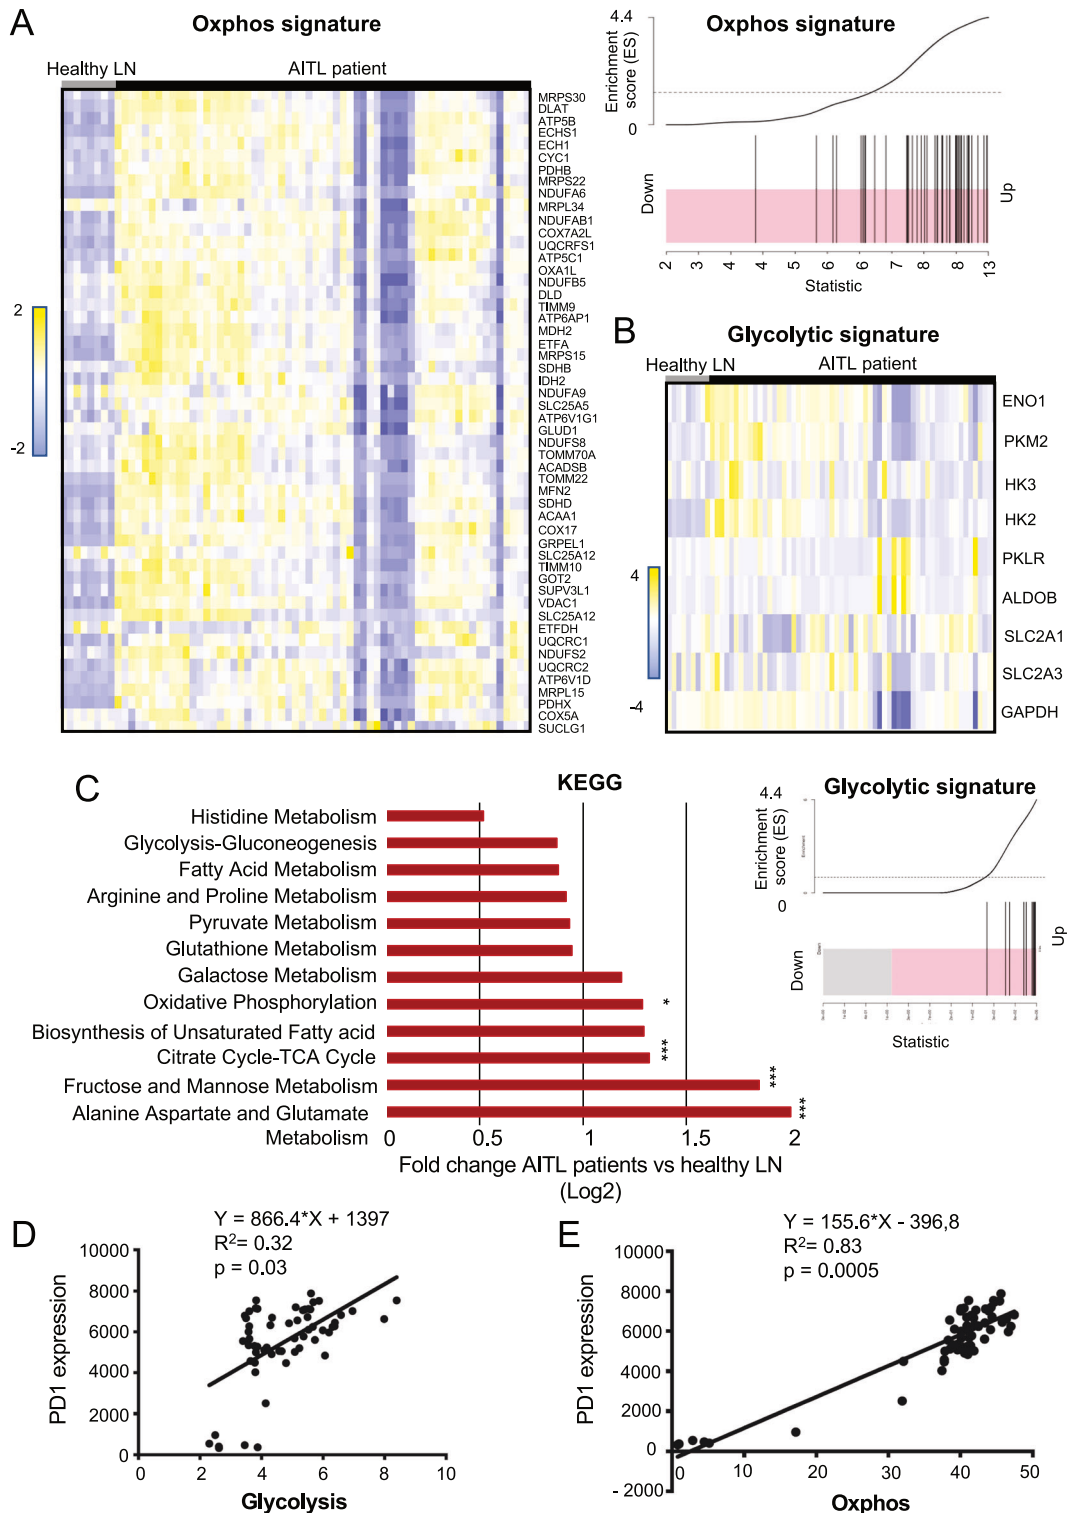 A
Oxphos signature
Healthy LN
AITL patient
MRPS30
DLAT
ATP5B
ECHS1
ECH1
CYC1
PDHB
MRPS22
NDUFA6
MRPL34
NDUFAB1
COX7A2L
UQCRFS1
ATP5C1
OXA1L
NDUFB5
DLD
TIMM9
ATP6AP1
MDH2
ETFA
MRPS15
SDHB
IDH2
NDUFA9
SLC25A5
ATP6V1G1
GLUD1
NDUFS8
TOMM70A
ACADSB
TOMM22
MFN2
SDHD
ACAA1
COX17
GRPEL1
SLC25A12
TIMM10
GOT2
SUPV3L1
VDAC1
SLC25A12
ETFDH
UQCRC1
NDUFS2
UQCRC2
ATP6V1D
MRPL15
PDHX
COX5A
SUCLG1
2
-2
Oxphos signature
4.4
Enrichment score (ES)
0
Down
Up
2 3 4 4 5 6 6 7 8 8 13
Statistic
B
Glycolytic signature
Healthy LN
AITL patient
ENO1
PKM2
HK3
HK2
PKLR
ALDOB
SLC2A1
SLC2A3
GAPDH
4
-4
C
KEGG
Histidine Metabolism
Glycolysis-Gluconeogenesis
Fatty Acid Metabolism
Arginine and Proline Metabolism
Pyruvate Metabolism
Glutathione Metabolism
Galactose Metabolism
Oxidative Phosphorylation
*
Biosynthesis of Unsaturated Fatty acid
Citrate Cycle-TCA Cycle
***
Fructose and Mannose Metabolism
***
Alanine Aspartate and Glutamate
Metabolism
***
0 0.5 1 1.5 2
Fold change AITL patients vs healthy LN
(Log2)
Glycolytic signature
4.4
Enrichment score (ES)
0
Down
Up
Statistic
D
Y = 866.4*X + 1397
R²= 0.32
p = 0.03
PD1 expression
10000
8000
6000
4000
2000
0
0 2 4 6 8 10
Glycolysis
E
Y = 155.6*X - 396,8
R²= 0.83
p = 0.0005
PD1 expression
10000
8000
6000
4000
2000
0
- 2000
0 10 20 30 40 50
Oxphos